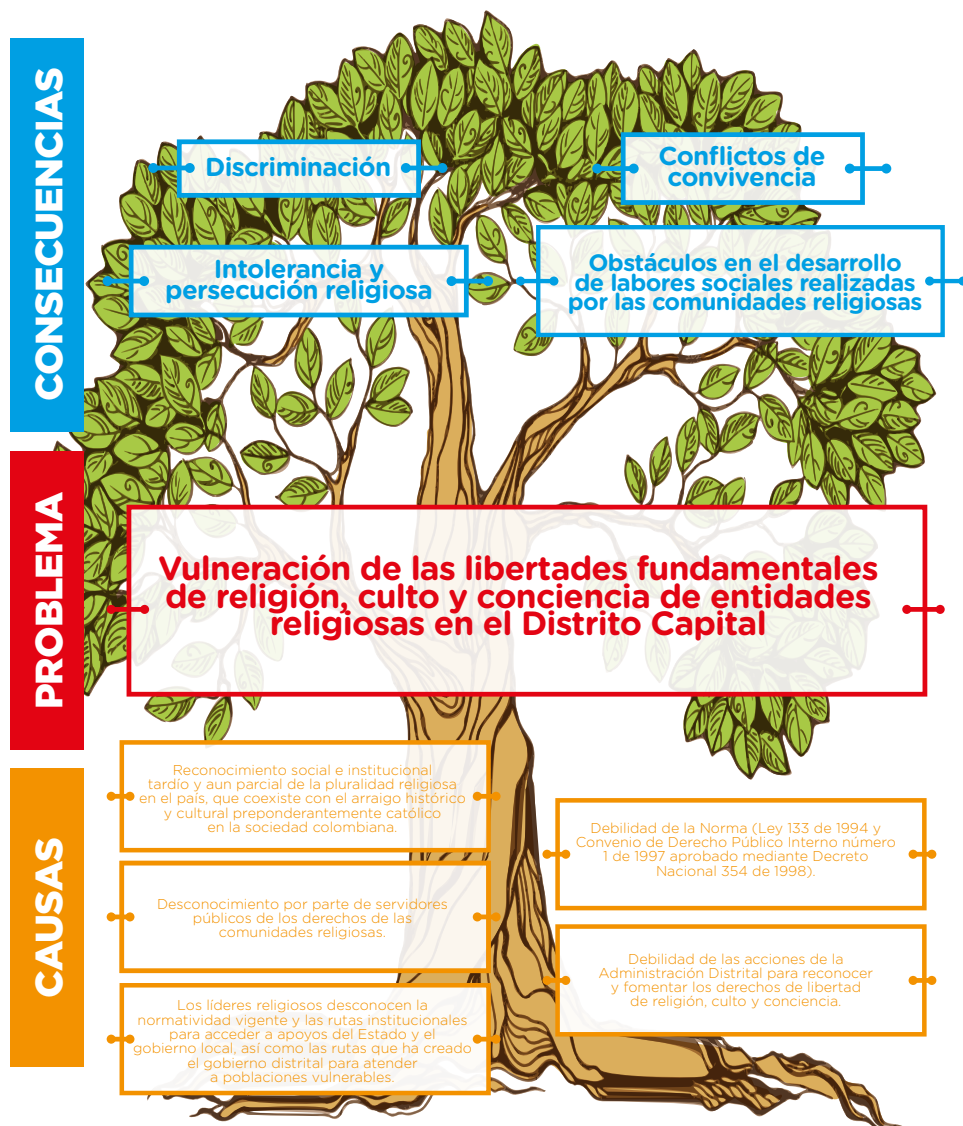 CONSECUENCIAS
Discriminación
Conflictos de
convivencia
Intolerancia y
persecución religiosa
Obstáculos en el desarrollo
de labores sociales realizadas
por las comunidades religiosas
PROBLEMA
Vulneración de las libertades fundamentales
de religión, culto y conciencia de entidades
religiosas en el Distrito Capital
CAUSAS
Reconocimiento social e institucional
tardío y aun parcial de la pluralidad religiosa
en el país, que coexiste con el arraigo histórico
y cultural preponderantemente católico
en la sociedad colombiana.
Desconocimiento por parte de servidores
públicos de los derechos de las
comunidades religiosas.
Los líderes religiosos desconocen la
normatividad vigente y las rutas institucionales
para acceder a apoyos del Estado y el
gobierno local, así como las rutas que ha creado
el gobierno distrital para atender
a poblaciones vulnerables.
Debilidad de la Norma (Ley 133 de 1994 y
Convenio de Derecho Público Interno número
1 de 1997 aprobado mediante Decreto
Nacional 354 de 1998).
Debilidad de las acciones de la
Administración Distrital para reconocer
y fomentar los derechos de libertad
de religión, culto y conciencia.